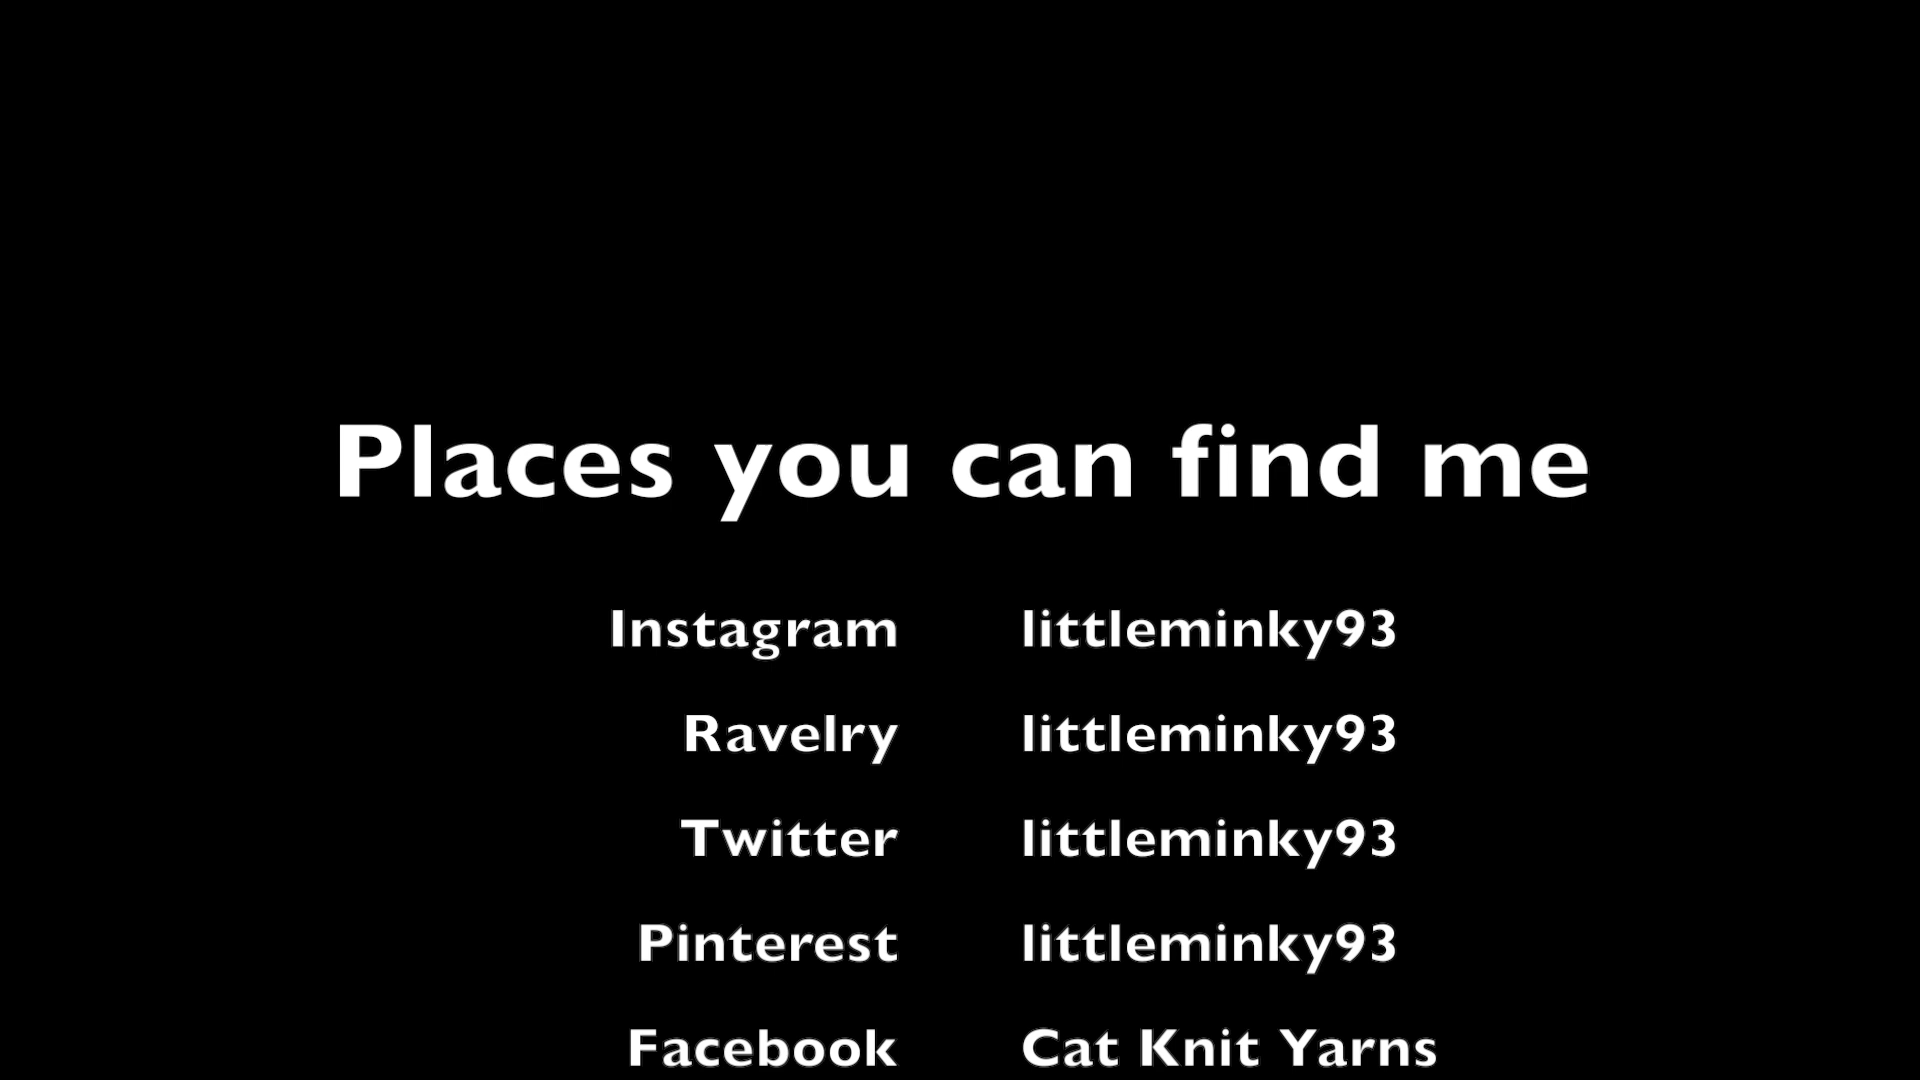 Places you can find me
Instagram littleminky93
Ravelry littleminky93
Twitter littleminky93
Pinterest littleminky93
Facebook Cat Knit Yarns